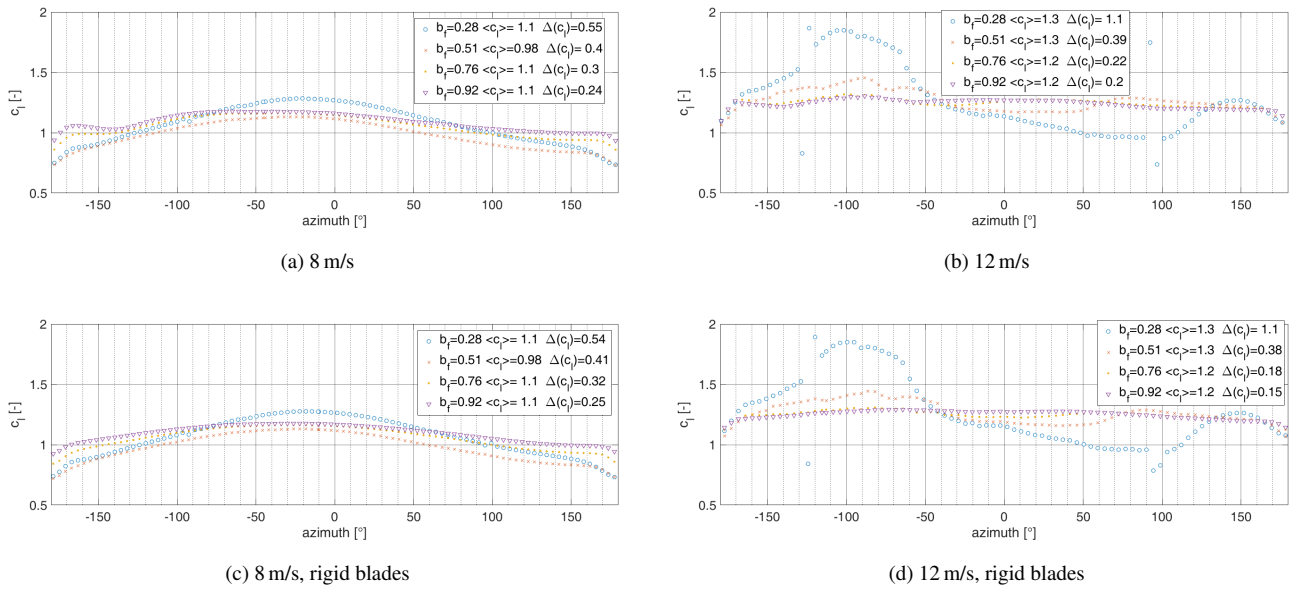 2
1.5
1
0.5
c_l [-]
-150 -100 -50 0 50 100 150
azimuth [°]
b_f=0.28 <c_l>= 1.1 Δ(c_l)=0.55
b_f=0.51 <c_l>=0.98 Δ(c_l)= 0.4
b_f=0.76 <c_l>= 1.1 Δ(c_l)= 0.3
b_f=0.92 <c_l>= 1.1 Δ(c_l)=0.24
(a) 8 m/s
2
1.5
1
0.5
c_l [-]
-150 -100 -50 0 50 100 150
azimuth [°]
b_f=0.28 <c_l>=1.3 Δ(c_l)= 1.1
b_f=0.51 <c_l>=1.3 Δ(c_l)=0.39
b_f=0.76 <c_l>=1.2 Δ(c_l)=0.22
b_f=0.92 <c_l>=1.2 Δ(c_l)= 0.2
(b) 12 m/s
2
1.5
1
0.5
c_l [-]
-150 -100 -50 0 50 100 150
azimuth [°]
b_f=0.28 <c_l>= 1.1 Δ(c_l)=0.54
b_f=0.51 <c_l>=0.98 Δ(c_l)=0.41
b_f=0.76 <c_l>= 1.1 Δ(c_l)=0.32
b_f=0.92 <c_l>= 1.1 Δ(c_l)=0.25
(c) 8 m/s, rigid blades
2
1.5
1
0.5
c_l [-]
-150 -100 -50 0 50 100 150
azimuth [°]
b_f=0.28 <c_l>=1.3 Δ(c_l)= 1.1
b_f=0.51 <c_l>=1.3 Δ(c_l)=0.38
b_f=0.76 <c_l>=1.2 Δ(c_l)=0.18
b_f=0.92 <c_l>=1.2 Δ(c_l)=0.15
(d) 12 m/s, rigid blades